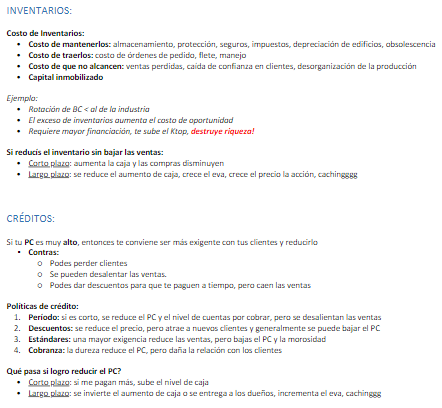 INVENTARIOS:
Costo de Inventarios:
• Costo de mantenerlos: almacenamiento, protección, seguros, impuestos, depreciación de edificios, obsolescencia
• Costo de traerlos: costo de órdenes de pedido, flete, manejo
• Costo de que no alcancen: ventas perdidas, caída de confianza en clientes, desorganización de la producción
• Capital inmobilizado
Ejemplo:
• Rotación de BC < al de la industria
• El exceso de inventarios aumenta el costo de oportunidad
• Requiere mayor financiación, te sube el Ktop, destruye riqueza!
Si reducís el inventario sin bajar las ventas:
• Corto plazo: aumenta la caja y las compras disminuyen
• Largo plazo: se reduce el aumento de caja, crece el eva, crece el precio la acción, cachingggg
CRÉDITOS:
Si tu PC es muy alto, entonces te conviene ser más exigente con tus clientes y reducirlo
• Contras:
o Podes perder clientes
o Se pueden desalentar las ventas.
o Podes dar descuentos para que te paguen a tiempo, pero caen las ventas
Políticas de crédito:
1. Período: si es corto, se reduce el PC y el nivel de cuentas por cobrar, pero se desalientan las ventas
2. Descuentos: se reduce el precio, pero atrae a nuevos clientes y generalmente se puede bajar el PC
3. Estándares: una mayor exigencia reduce las ventas, pero bajas el PC y la morosidad
4. Cobranza: la dureza reduce el PC, pero daña la relación con los clientes
Qué pasa si logro reducir el PC?
• Corto plazo: si me pagan más, sube el nivel de caja
• Largo plazo: se invierte el aumento de caja o se entrega a los dueños, incrementa el eva, cachinggg